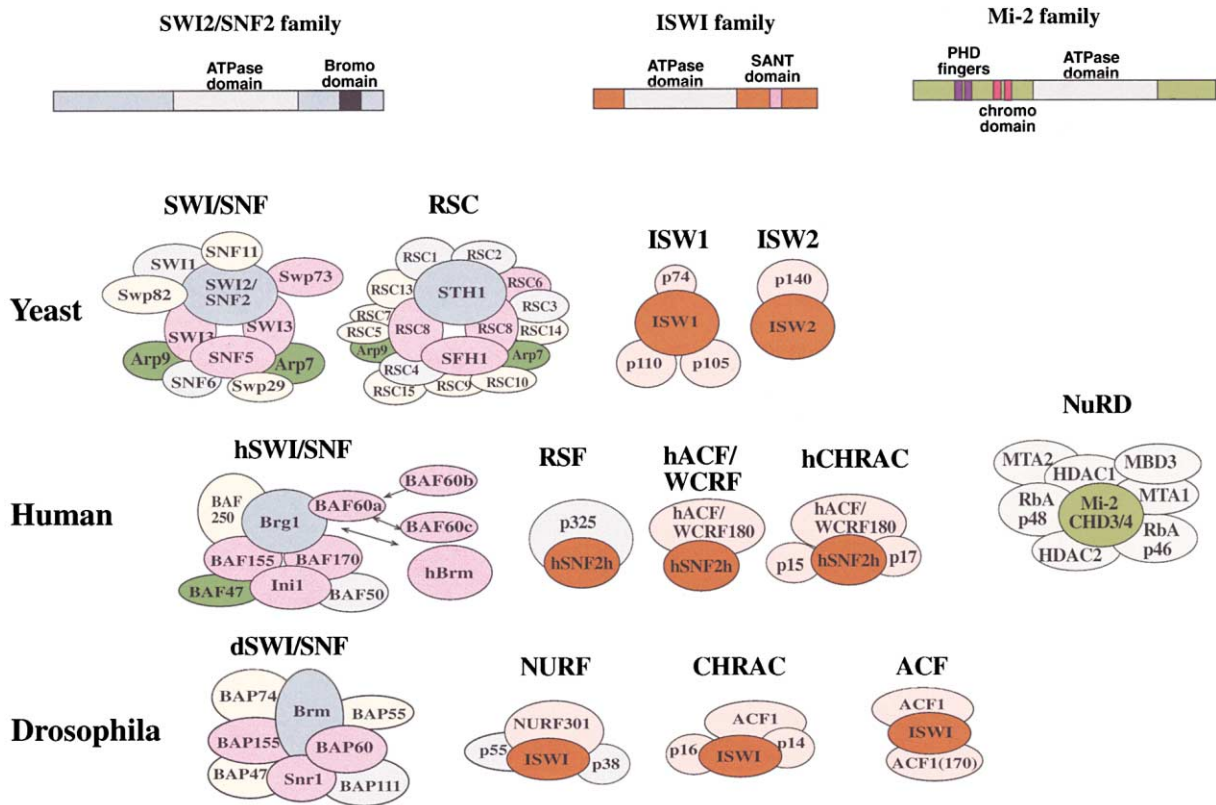 SWI2/SNF2 family
ISWI family
Mi-2 family
ATPase
domain
Bromo
domain
ATPase
domain
SANT
domain
PHD
fingers
ATPase
domain
chromo
domain
Yeast
SWI/SNF
SNF11
SWI1
SWI2/
SNF2
Swp73
Swp82
SWI3
SWI3
SNF5
Arp9
Arp7
SNF6
Swp29
RSC
RSC1
RSC2
STH1
RSC13
RSC6
RSC3
RSC7
RSC8
RSC8
RSC5
RSC14
Arp9
SFH1
Arp7
RSC4
RSC15
RSC9
RSC10
ISW1
p74
ISW1
p110
p105
ISW2
p140
ISW2
Human
hSWI/SNF
BAF
250
Brg1
BAF60a
BAF60b
BAF60c
BAF155
BAF170
hBrm
BAF47
Ini1
BAF50
RSF
p325
hSNF2h
hACF/
WCRF
hACF/
WCRF180
hSNF2h
hCHRAC
hACF/
WCRF180
p15
hSNF2h
p17
NuRD
MTA2
HDAC1
MBD3
RbA
p48
Mi-2
CHD3/4
MTA1
RbA
p46
HDAC2
Drosophila
dSWI/SNF
BAP74
Brm
BAP55
BAP155
BAP60
BAP47
Snr1
BAP111
NURF
NURF301
p55
ISWI
p38
CHRAC
ACF1
p16
ISWI
p14
ACF
ACF1
ISWI
ACF1(170)